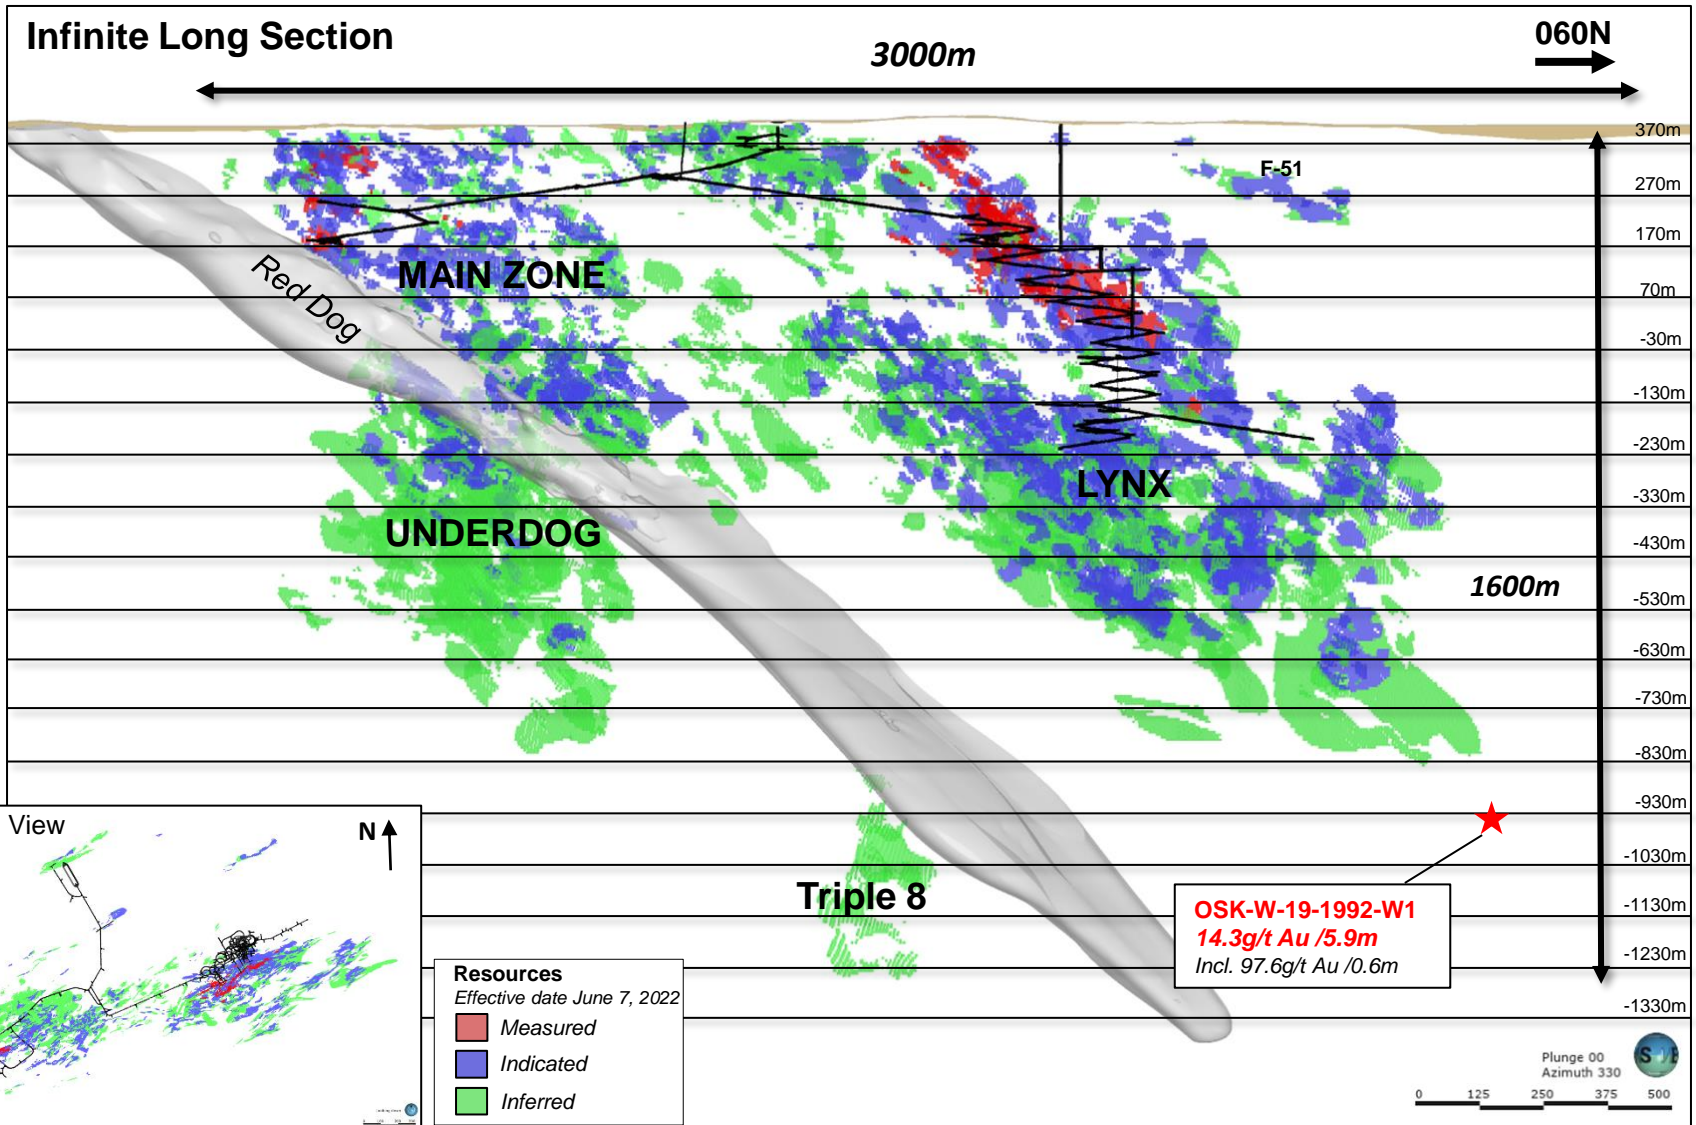 Infinite Long Section
3000m
060N
370m
F-51
270m
170m
MAIN ZONE
Red Dog
70m
-30m
-130m
-230m
LYNX
-330m
UNDERDOG
-430m
1600m
-530m
-630m
-730m
-830m
-930m
View
N
-1030m
Triple 8
-1130m
OSK-W-19-1992-W1
14.3g/t Au /5.9m
Incl. 97.6g/t Au /0.6m
-1230m
-1330m
Resources
Effective date June 7, 2022
Measured
Indicated
Inferred
Plunge 00
Azimuth 330
0 125 250 375 500